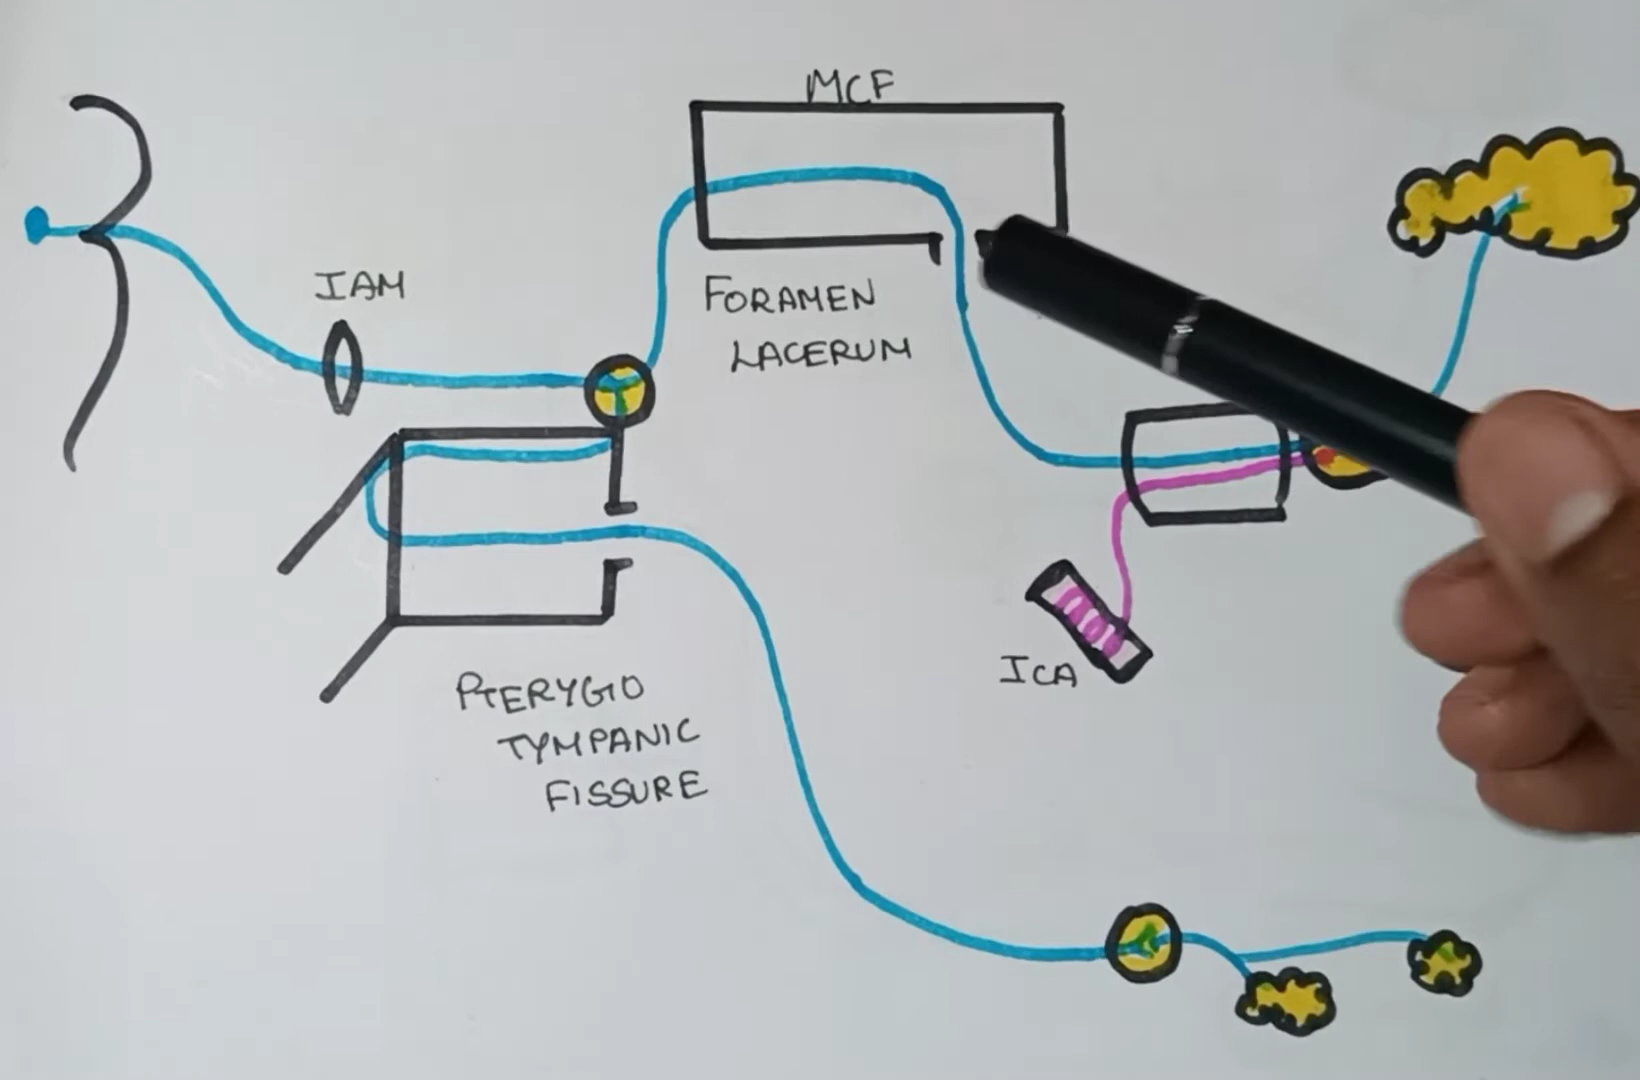 MCF
IAM
FORAMEN
LACERUM
ICA
PTERYGO
TYMPANIC
FISSURE